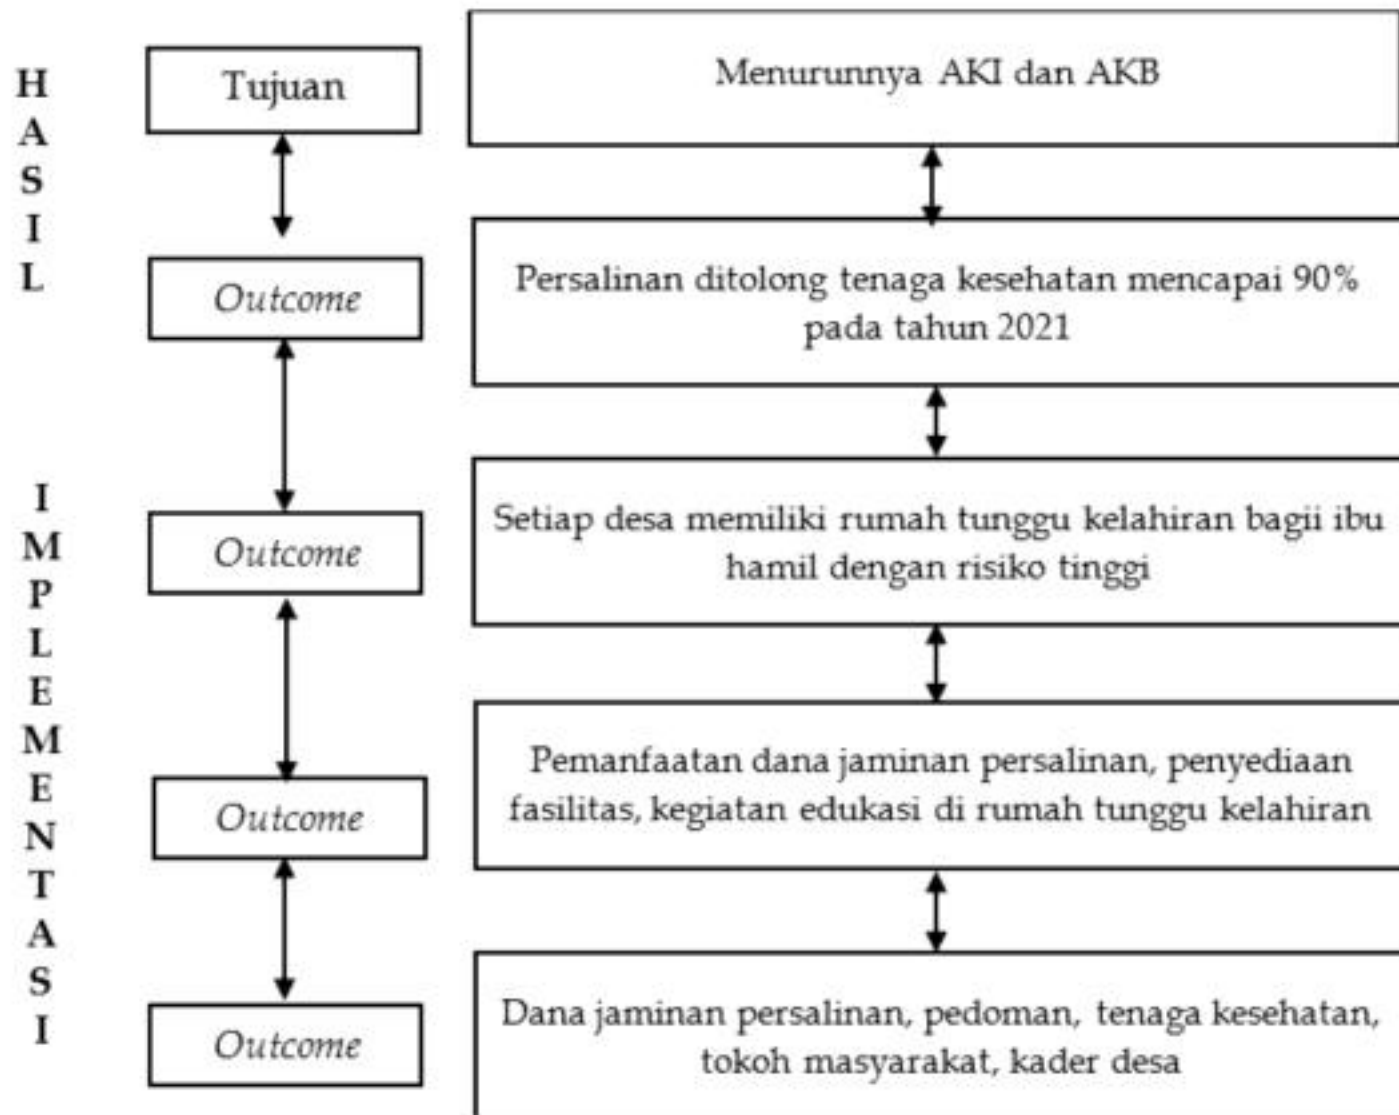 HASIL
Tujuan
Menurunnya AKI dan AKB
Outcome
Persalinan ditolong tenaga kesehatan mencapai 90%
pada tahun 2021
IMPLEMENTASI
Outcome
Setiap desa memiliki rumah tunggu kelahiran bagii ibu
hamil dengan risiko tinggi
Outcome
Pemanfaatan dana jaminan persalinan, penyediaan
fasilitas, kegiatan edukasi di rumah tunggu kelahiran
Outcome
Dana jaminan persalinan, pedoman, tenaga kesehatan,
tokoh masyarakat, kader desa